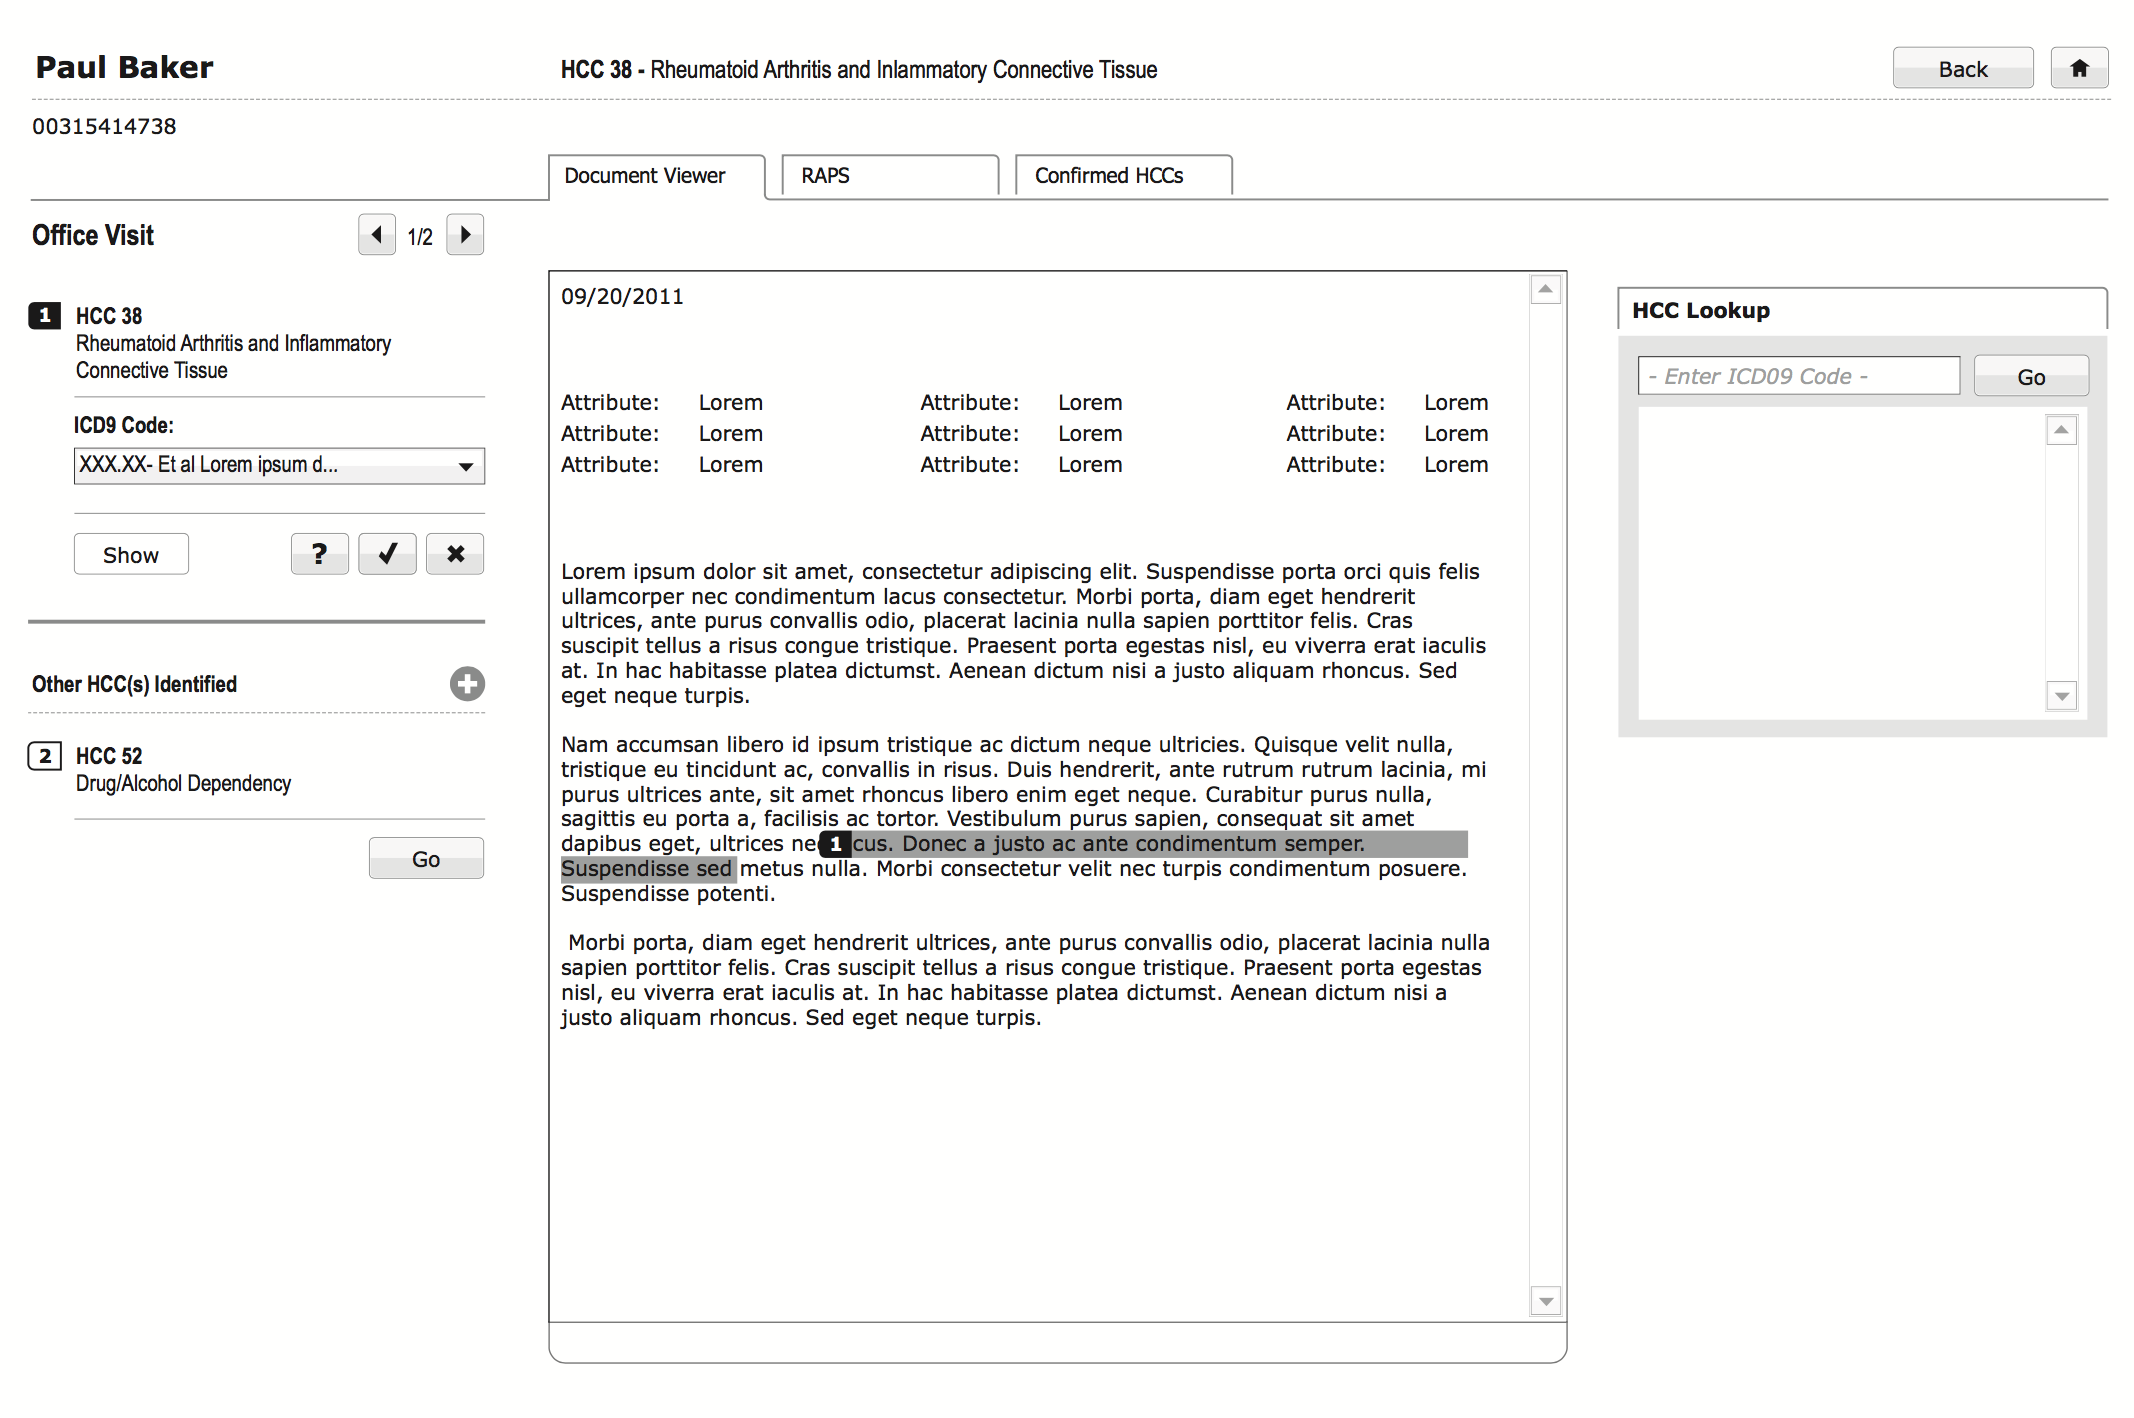 Paul Baker
HCC 38 - Rheumatoid Arthritis and Inlammatory Connective Tissue
Back
00315414738
Document Viewer
RAPS
Confirmed HCCs
Office Visit
1/2
1 HCC 38
Rheumatoid Arthritis and Inflammatory
Connective Tissue
ICD9 Code:
XXX.XX- Et al Lorem ipsum d...
Show ?
Other HCC(s) Identified
2 HCC 52
Drug/Alcohol Dependency
Go
09/20/2011
Attribute: Lorem Attribute: Lorem Attribute: Lorem
Attribute: Lorem Attribute: Lorem Attribute: Lorem
Attribute: Lorem Attribute: Lorem Attribute: Lorem
Lorem ipsum dolor sit amet, consectetur adipiscing elit. Suspendisse porta orci quis felis
ullamcorper nec condimentum lacus consectetur. Morbi porta, diam eget hendrerit
ultrices, ante purus convallis odio, placerat lacinia nulla sapien porttitor felis. Cras
suscipit tellus a risus congue tristique. Praesent porta egestas nisl, eu viverra erat iaculis
at. In hac habitasse platea dictumst. Aenean dictum nisi a justo aliquam rhoncus. Sed
eget neque turpis.
Nam accumsan libero id ipsum tristique ac dictum neque ultricies. Quisque velit nulla,
tristique eu tincidunt ac, convallis in risus. Duis hendrerit, ante rutrum rutrum lacinia, mi
purus ultrices ante, sit amet rhoncus libero enim eget neque. Curabitur purus nulla,
sagittis eu porta a, facilisis ac tortor. Vestibulum purus sapien, consequat sit amet
dapibus eget, ultrices ne 1 cus. Donec a justo ac ante condimentum semper.
Suspendisse sed metus nulla. Morbi consectetur velit nec turpis condimentum posuere.
Suspendisse potenti.
Morbi porta, diam eget hendrerit ultrices, ante purus convallis odio, placerat lacinia nulla
sapien porttitor felis. Cras suscipit tellus a risus congue tristique. Praesent porta egestas
nisl, eu viverra erat iaculis at. In hac habitasse platea dictumst. Aenean dictum nisi a
justo aliquam rhoncus. Sed eget neque turpis.
HCC Lookup
- Enter ICD09 Code -
Go